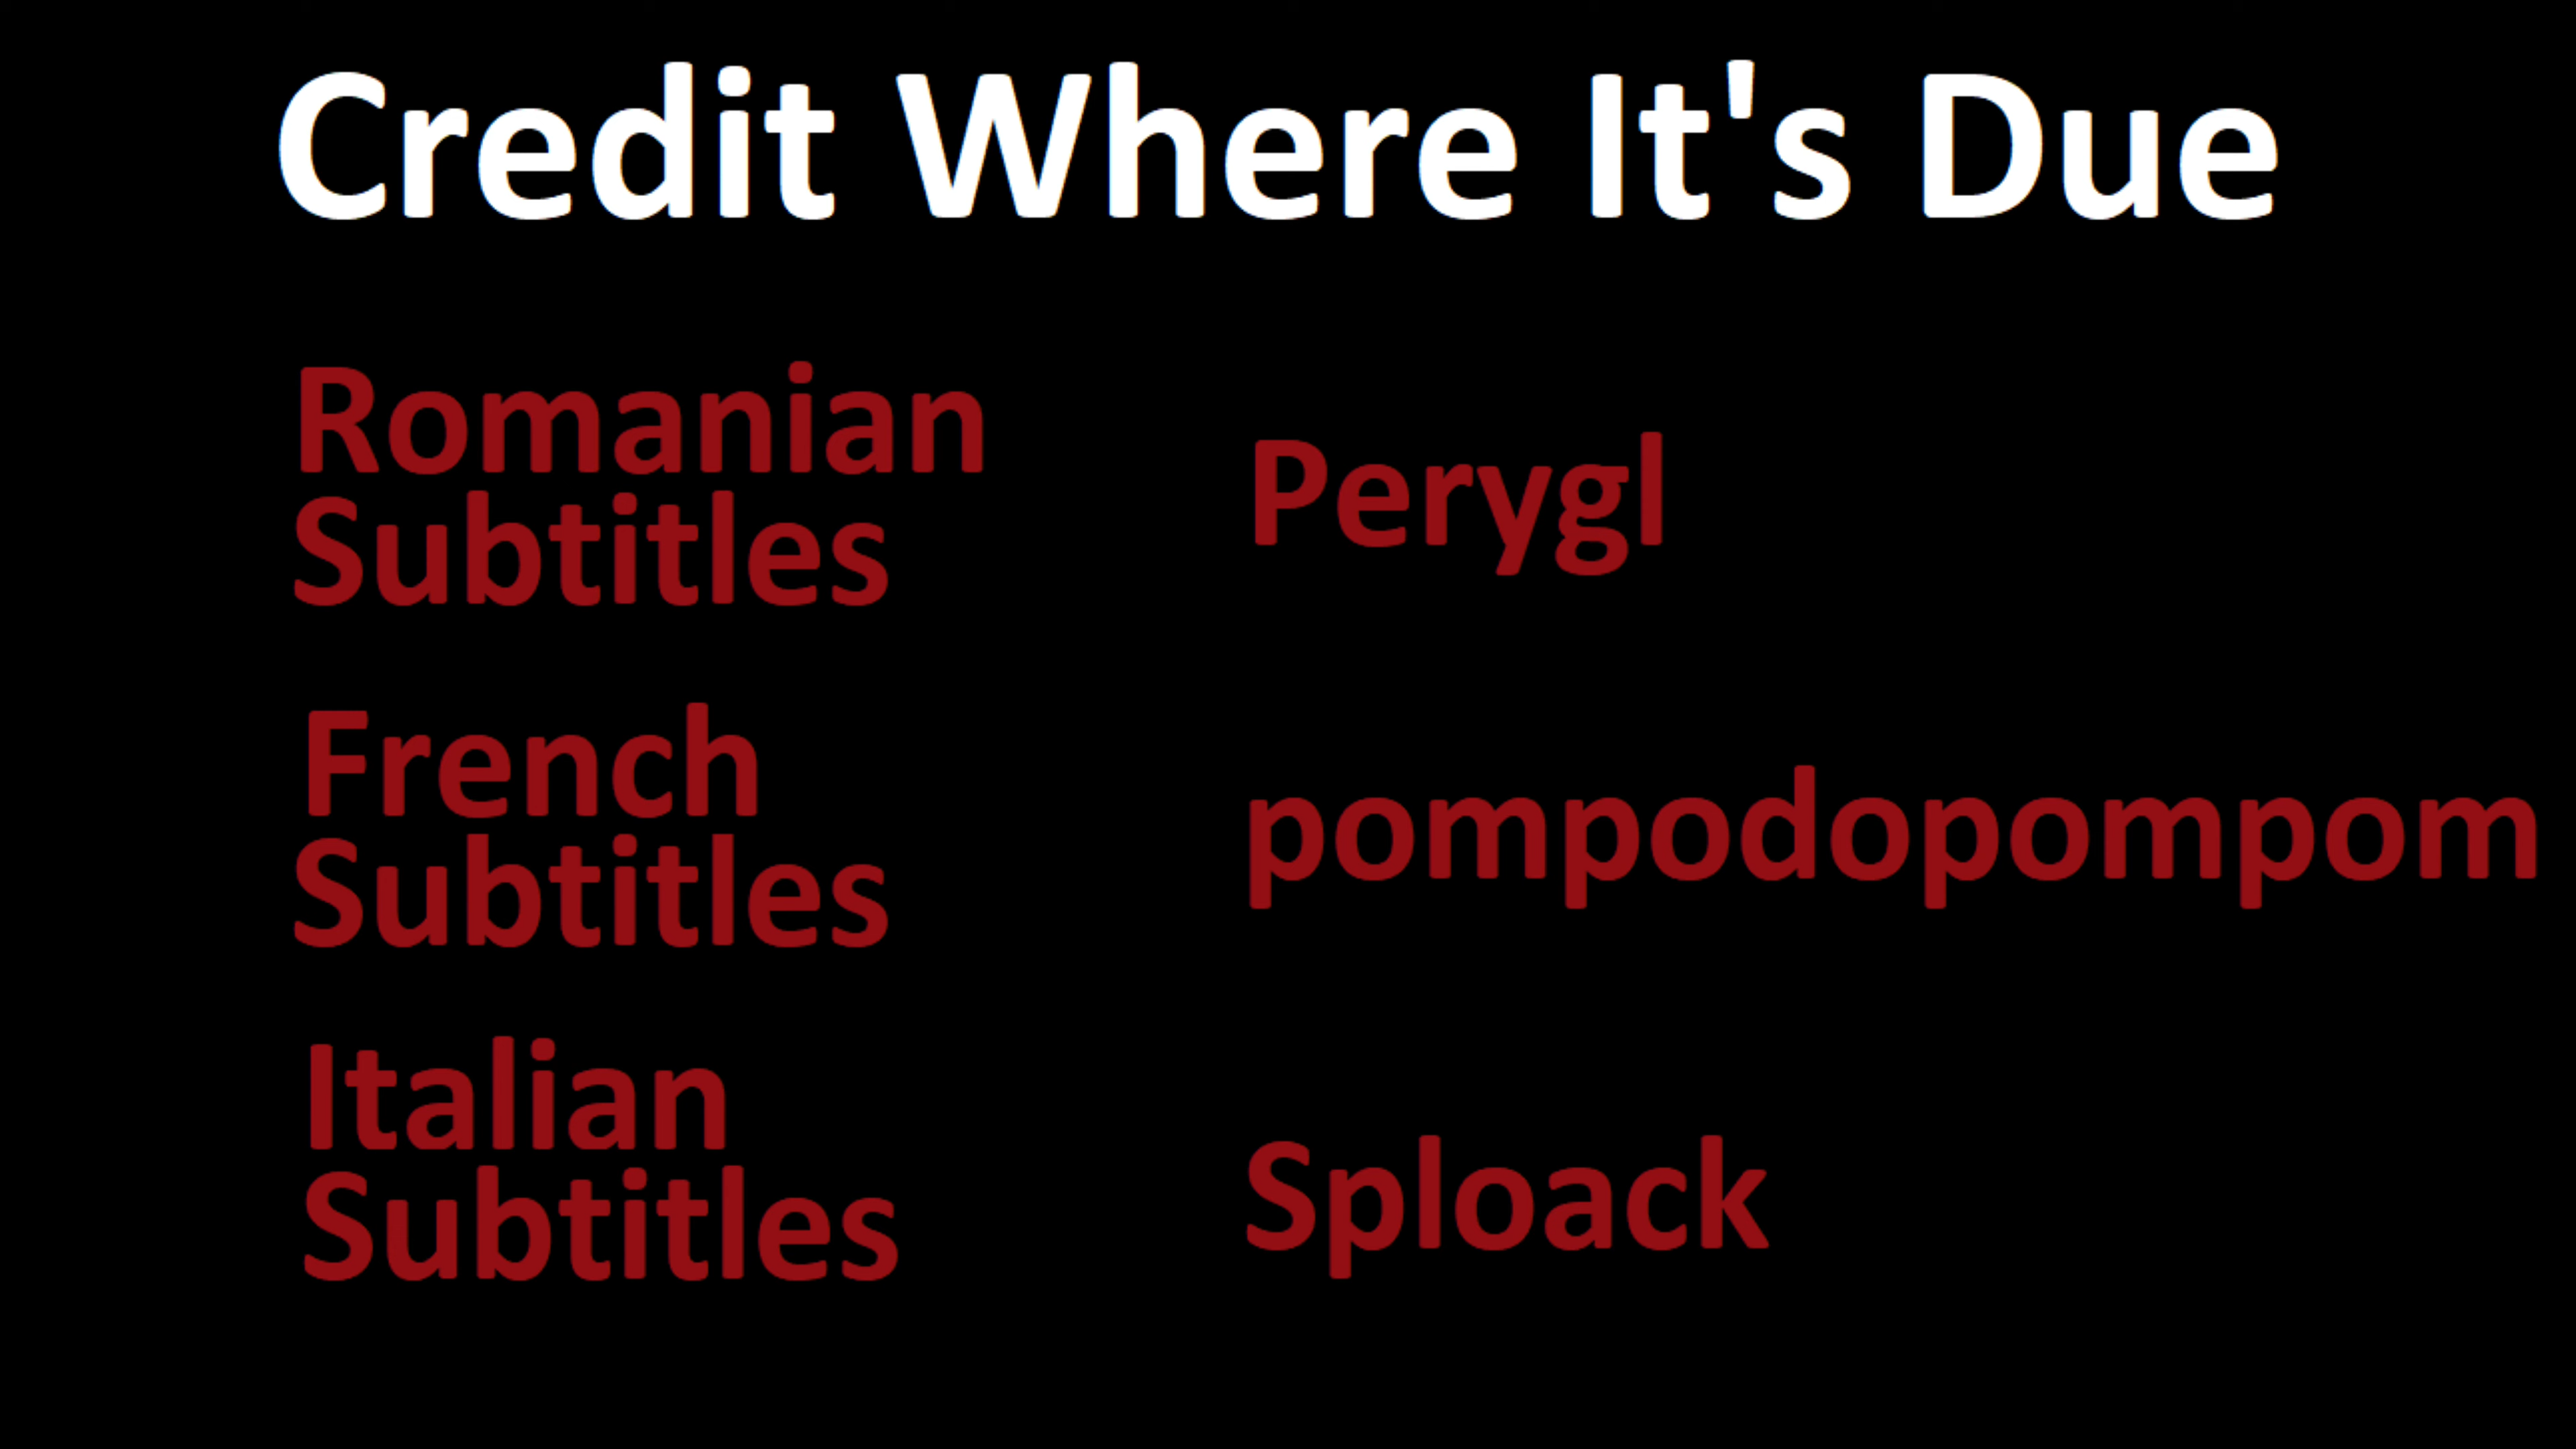 Credit Where It's Due
Romanian
Subtitles
Perygl
French
Subtitles
pompodopompom
Italian
Subtitles
Sploack